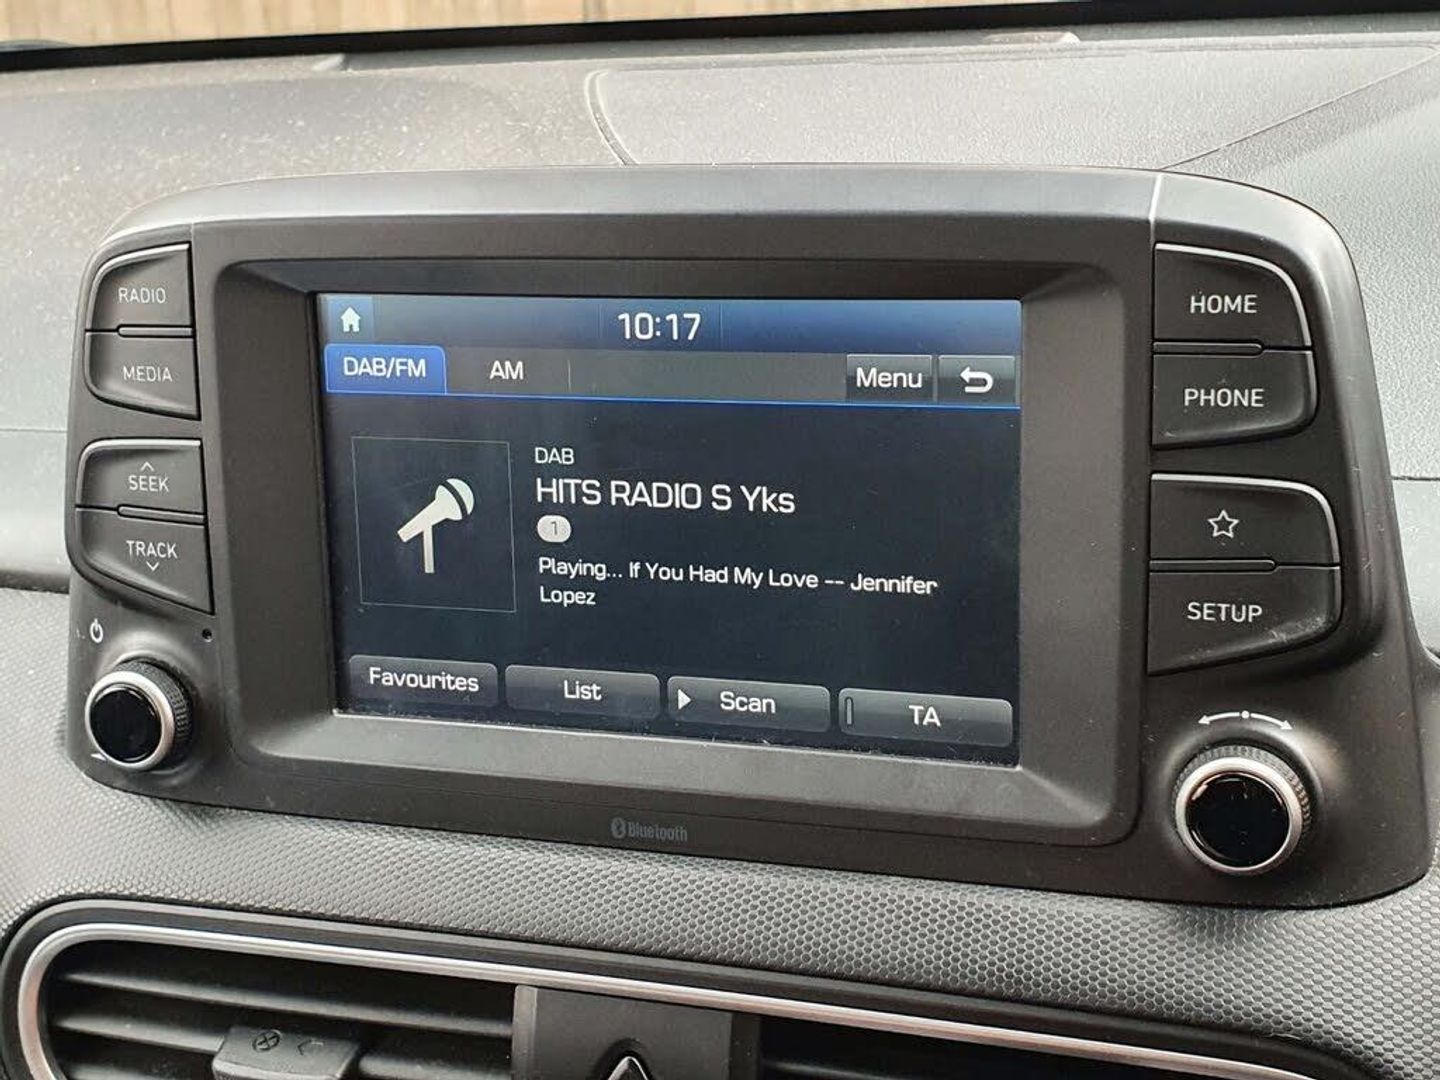 RADIO
MEDIA
SEEK
TRACK
10:17
DAB/FM
AM
Menu
DAB
HITS RADIO S Yks
1
Playing... If You Had My Love -- Jennifer
Lopez
Favourites
List
Scan
TA
HOME
PHONE
SETUP
Bluetooth